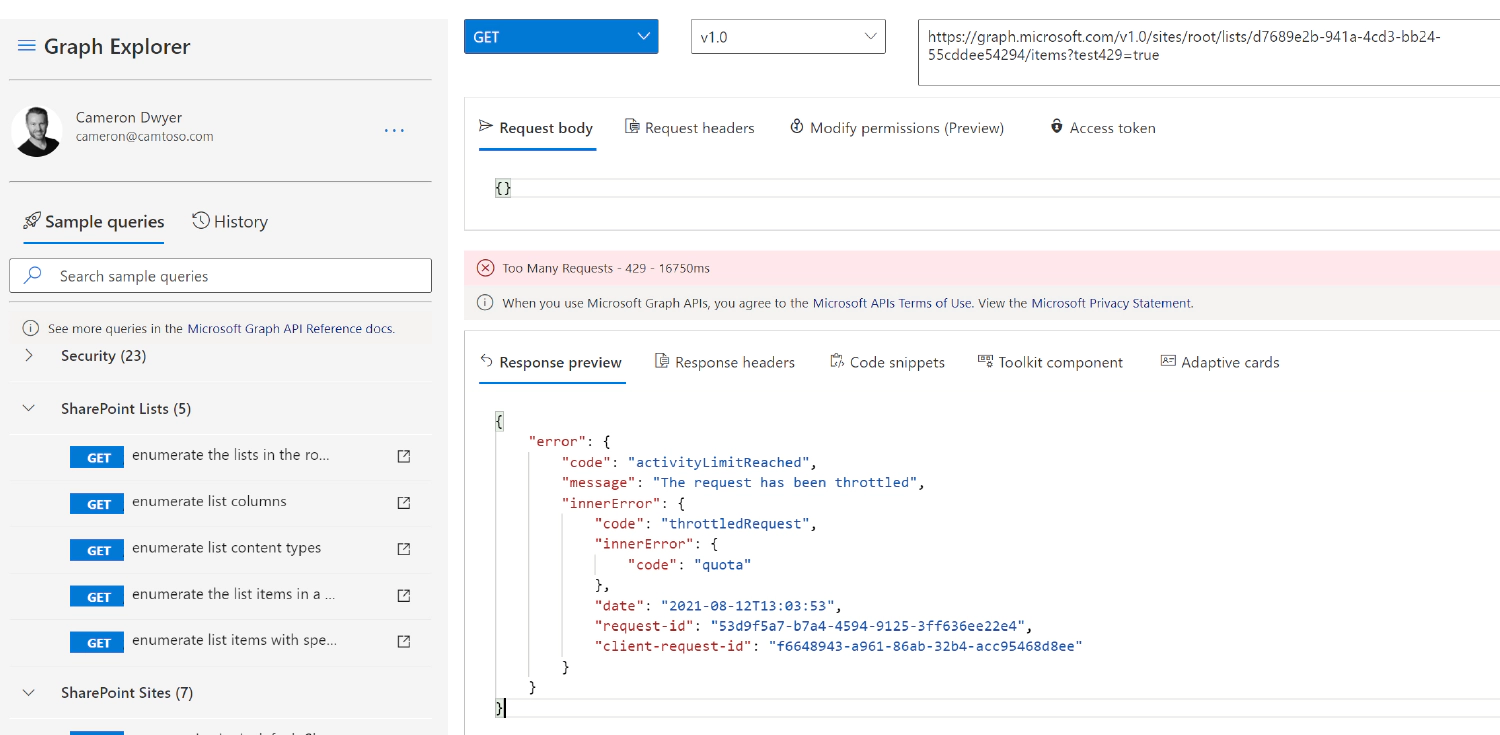 Graph Explorer
Cameron Dwyer
cameron@camtoso.com
Sample queries
History
Search sample queries
See more queries in the Microsoft Graph API Reference docs.
Security (23)
SharePoint Lists (5)
GET enumerate the lists in the ro...
GET enumerate list columns
GET enumerate list content types
GET enumerate the list items in a ...
GET enumerate list items with spe...
SharePoint Sites (7)
GET
v1.0
https://graph.microsoft.com/v1.0/sites/root/lists/d7689e2b-941a-4cd3-bb24-
55cddee54294/items?test429=true
Request body
Request headers
Modify permissions (Preview)
Access token
{}
Too Many Requests - 429 - 16750ms
When you use Microsoft Graph APIs, you agree to the Microsoft APIs Terms of Use. View the Microsoft Privacy Statement.
Response preview
Response headers
Code snippets
Toolkit component
Adaptive cards
{
"error": {
"code": "activityLimitReached",
"message": "The request has been throttled",
"innerError": {
"code": "throttledRequest",
"innerError": {
"code": "quota"
},
"date": "2021-08-12T13:03:53",
"request-id": "53d9f5a7-b7a4-4594-9125-3ff636ee22e4",
"client-request-id": "f6648943-a961-86ab-32b4-acc95468d8ee"
}
}
}